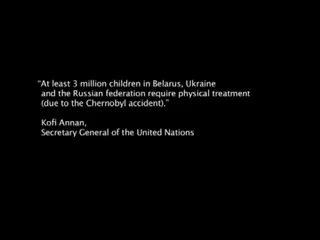 “At least 3 million children in Belarus, Ukraine
and the Russian federation require physical treatment
(due to the Chernobyl accident).”
Kofi Annan,
Secretary General of the United Nations